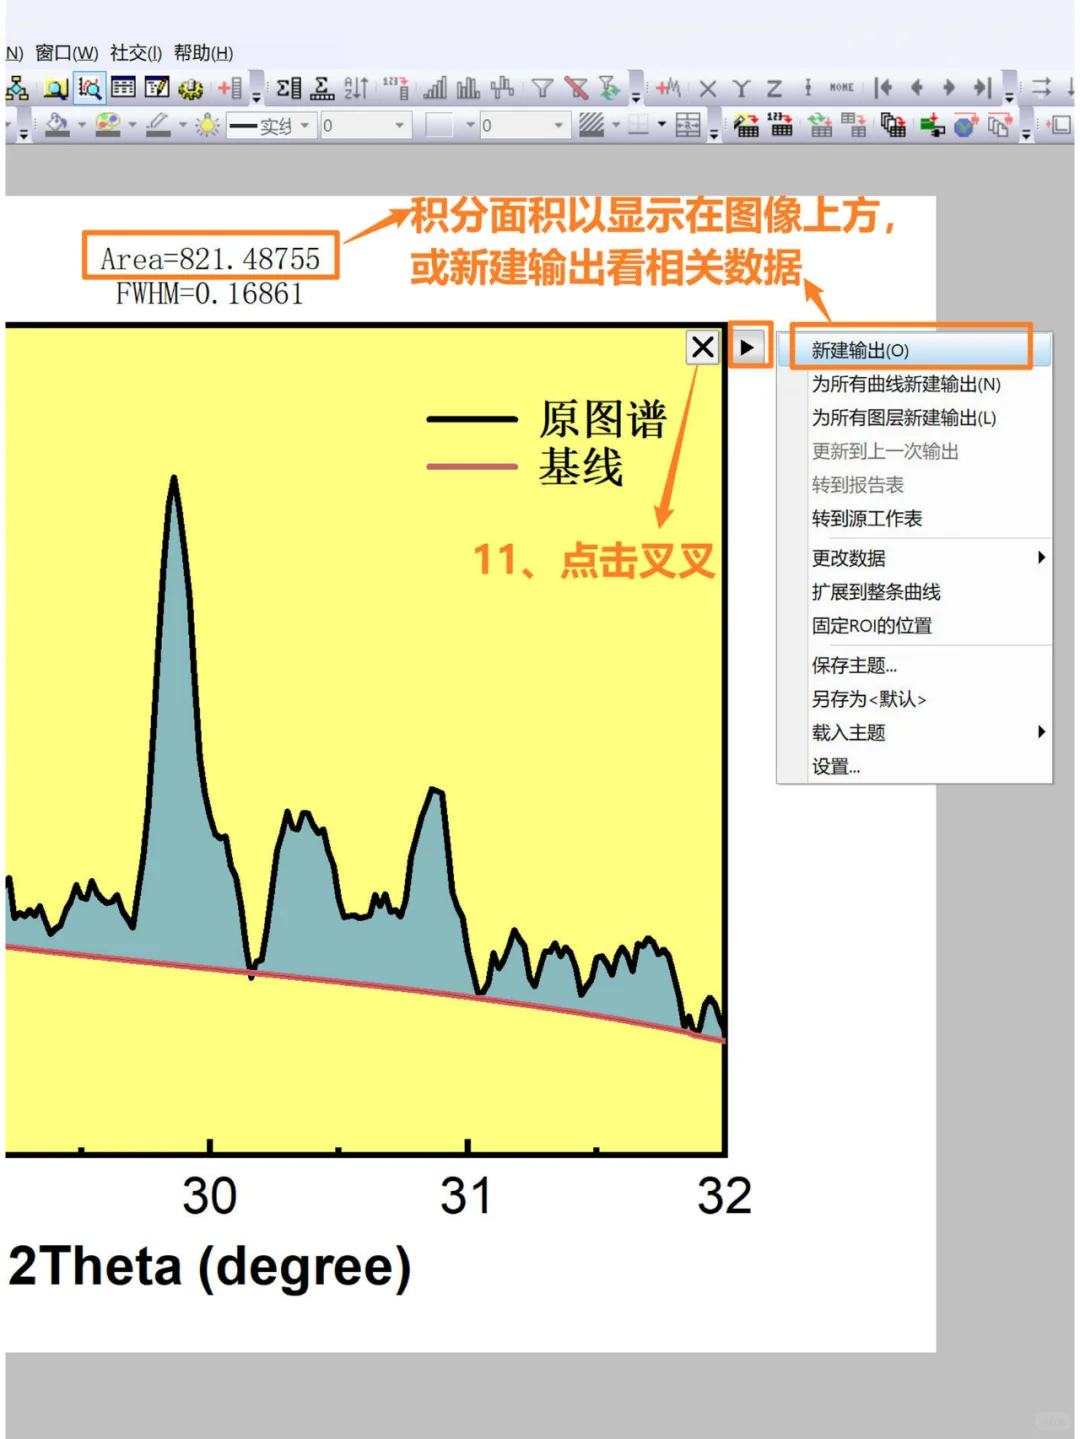 N) 窗口(W) 社交(I) 帮助(H)
HOME
实线 0 0
积分面积以显示在图像上方，
或新建输出看相关数据
Area=821.48755
FWHM=0.16861
新建输出(O)
为所有曲线新建输出(N)
为所有图层新建输出(L)
更新到上一次输出
转到报告表
转到源工作表
更改数据
扩展到整条曲线
固定ROI的位置
保存主题...
另存为<默认>
载入主题
设置...
原图谱
基线
11、点击叉叉
30 31 32
2Theta (degree)